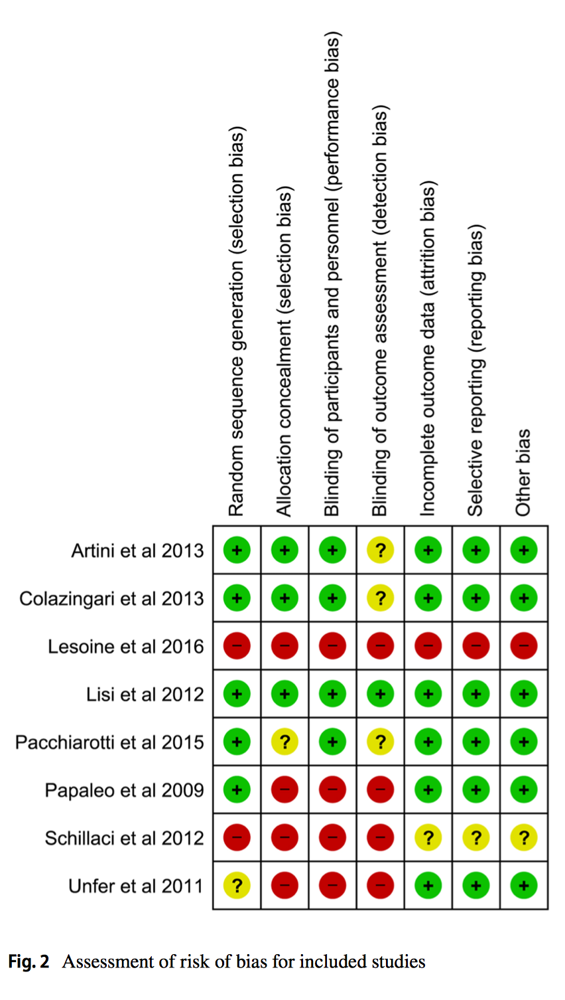 Random sequence generation (selection bias)
Allocation concealment (selection bias)
Blinding of participants and personnel (performance bias)
Blinding of outcome assessment (detection bias)
Incomplete outcome data (attrition bias)
Selective reporting (reporting bias)
Other bias
Artini et al 2013 + + + ? + + +
Colazingari et al 2013 + + + ? + + +
Lesoine et al 2016 − − − − − − −
Lisi et al 2012 + + + + + + +
Pacchiarotti et al 2015 + ? + ? + + +
Papaleo et al 2009 + − − − + + +
Schillaci et al 2012 − − − − ? ? ?
Unfer et al 2011 ? − − − + + +
Fig. 2 Assessment of risk of bias for included studies